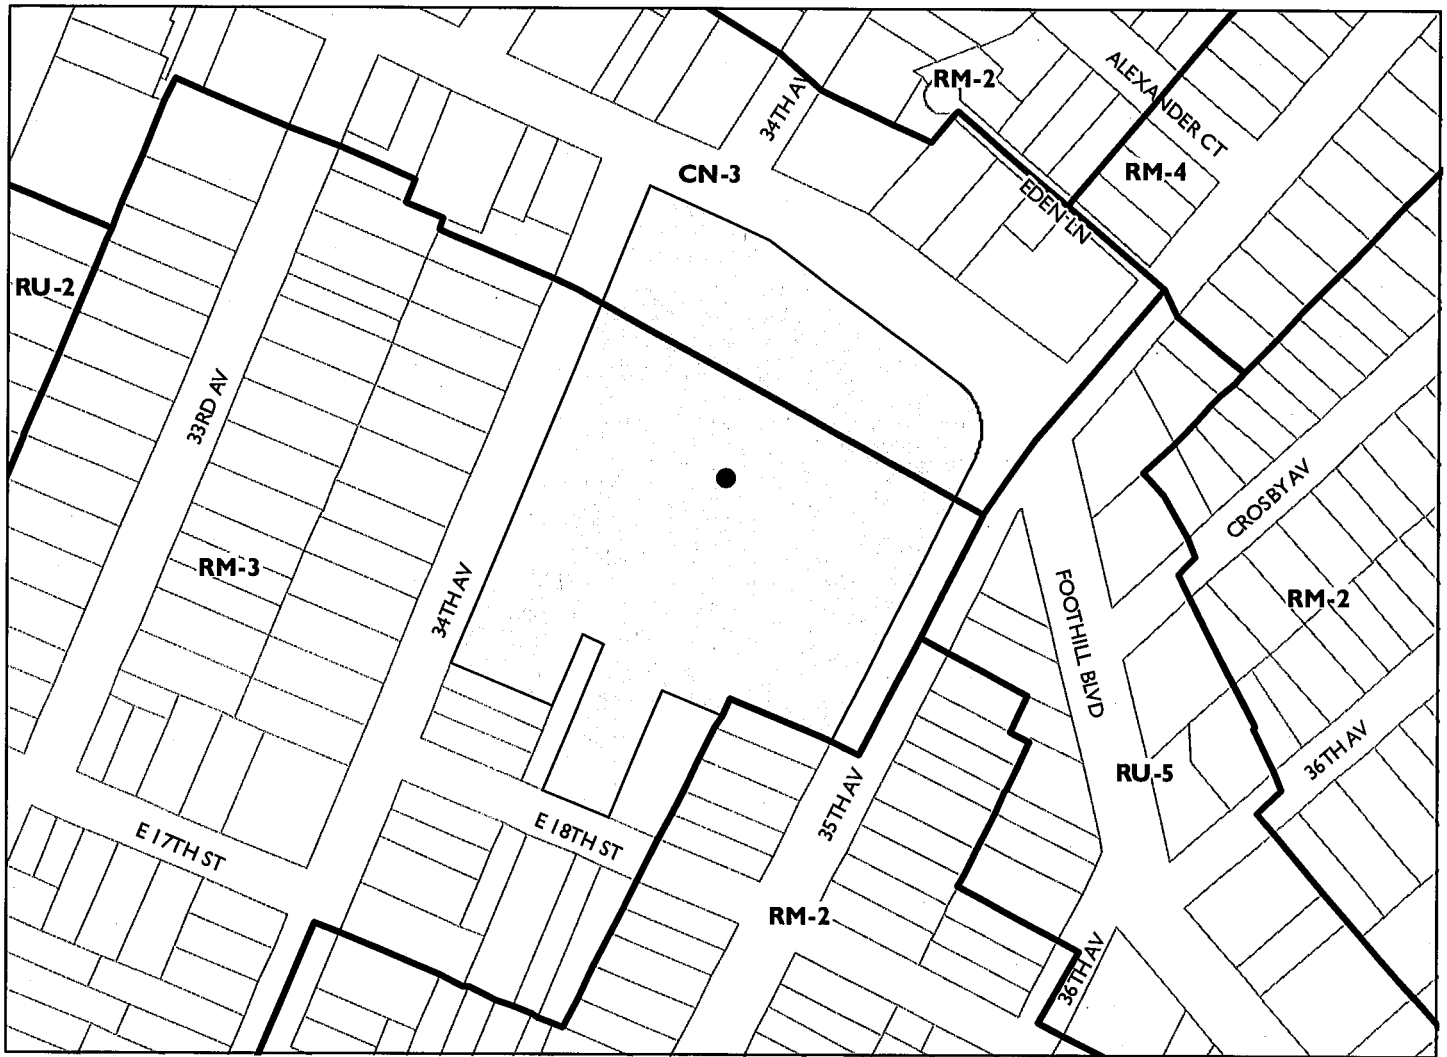 RM-2
ALEXANDER CT
34TH AV
CN-3
RM-4
EDEN LN
RU-2
33RD AV
CROSBY AV
RM-3
34TH AV
FOOTHILL BLVD
RM-2
RU-5
36TH AV
35TH AV
E 17TH ST
E 18TH ST
RM-2
36TH AV